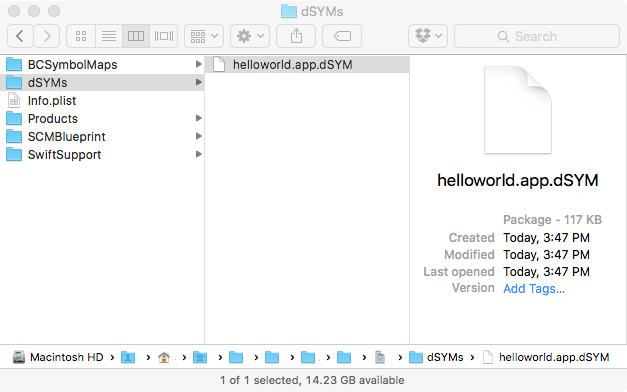 dSYMs
Search
BCSymbolMaps
dSYMs
Info.plist
Products
SCMBlueprint
SwiftSupport
helloworld.app.dSYM
helloworld.app.dSYM
Package - 117 KB
Created Today, 3:47 PM
Modified Today, 3:47 PM
Last opened Today, 3:47 PM
Version
Add Tags...
Macintosh HD dSYMs helloworld.app.dSYM
1 of 1 selected, 14.23 GB available